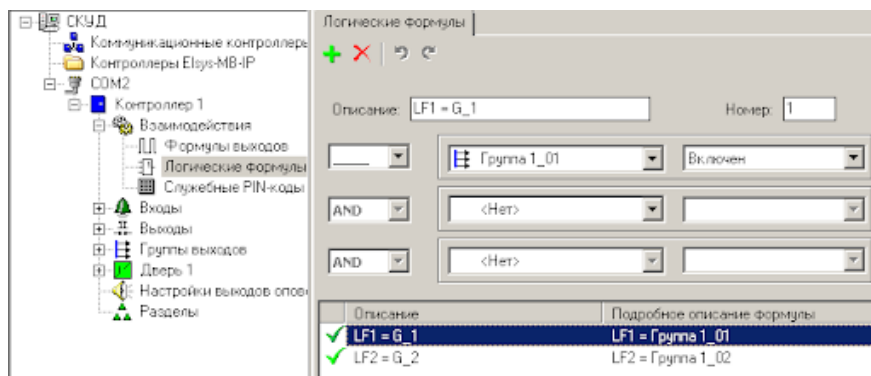 СКУД
Коммуникационные контроллеры
Контроллеры Elsys-MB-IP
COM2
Контроллер 1
Взаимодействия
Формулы выходов
Логические формулы
Служебные PIN-коды
Входы
Выходы
Группы выходов
Дверь 1
Настройки выходов опов
Разделы
Логические формулы
Описание: LF1 = G_1 Номер: 1
Группа 1_01 Включен
AND <Нет>
AND <Нет>
Описание Подробное описание формулы
LF1 = G_1 LF1 = Группа 1_01
LF2 = G_2 LF2 = Группа 1_02